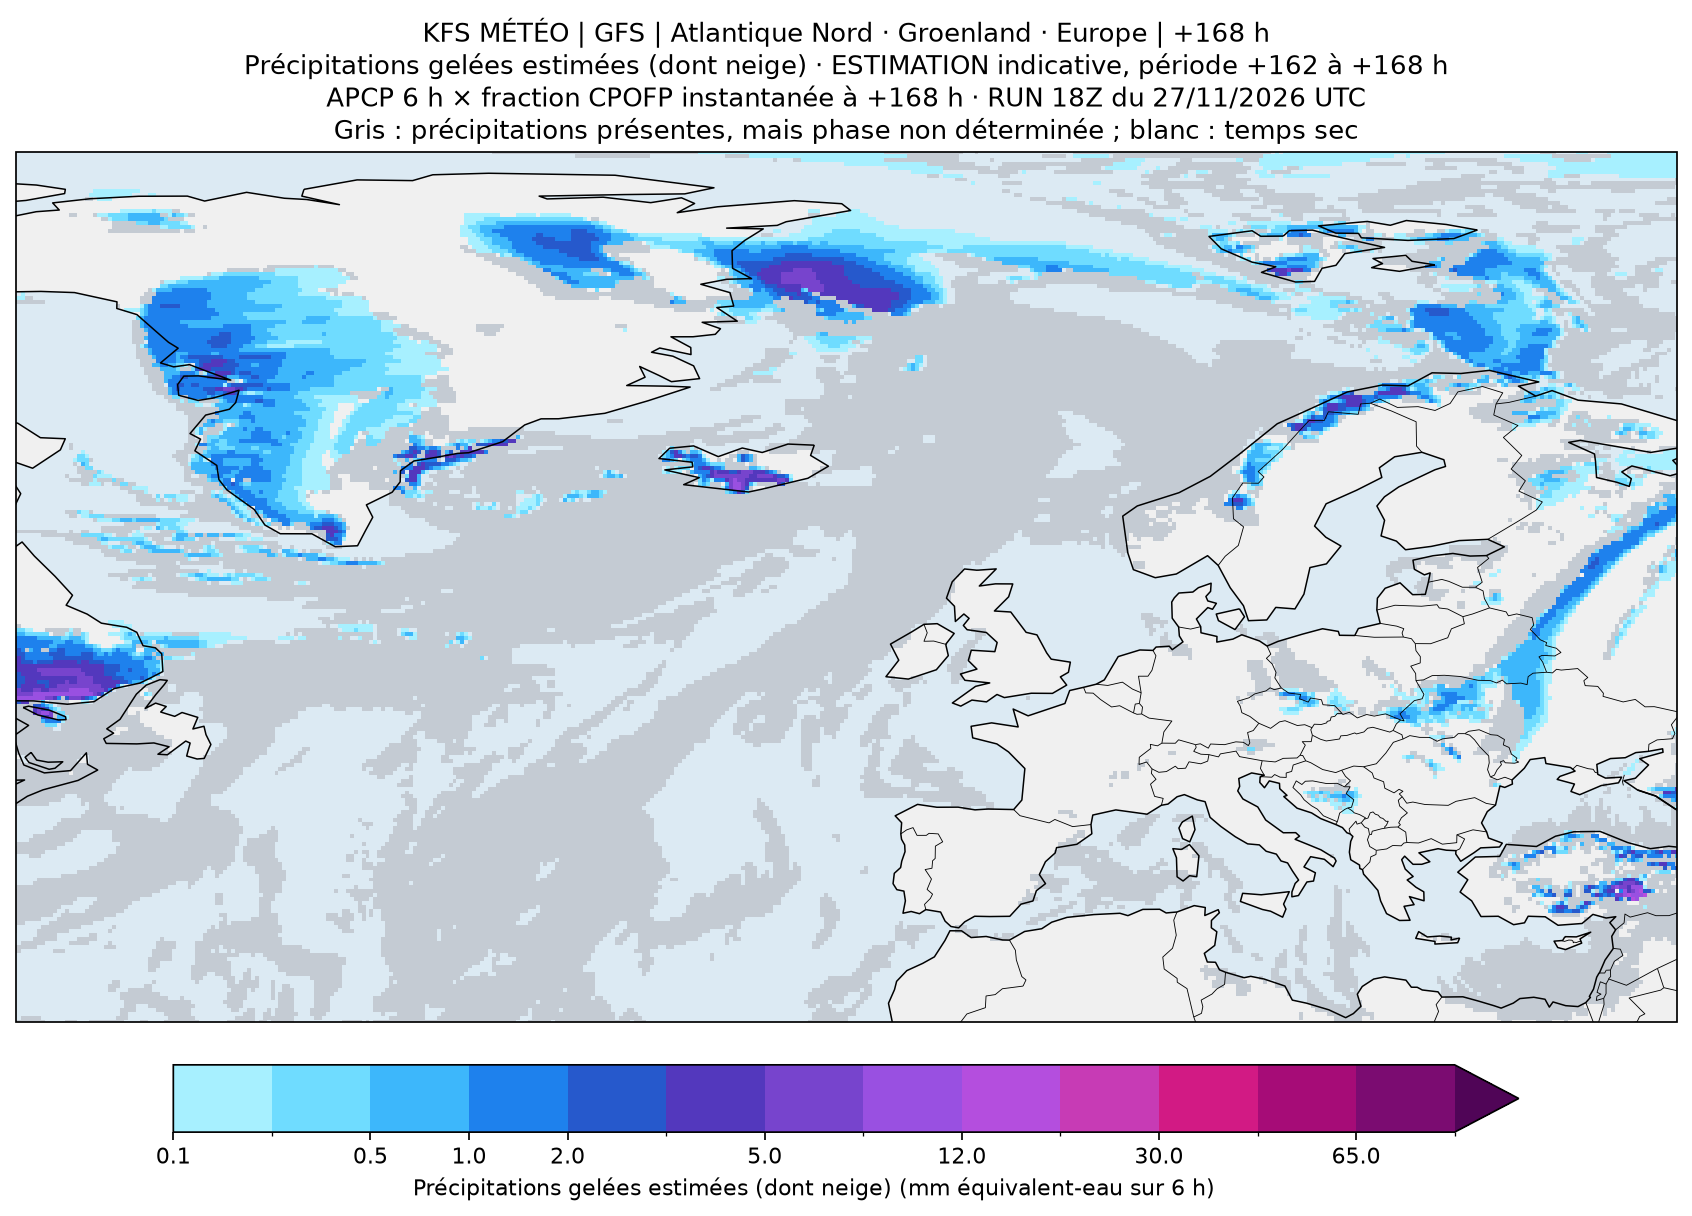 KFS MÉTÉO | GFS | Atlantique Nord · Groenland · Europe | +168 h
Précipitations gelées estimées (dont neige) · ESTIMATION indicative, période +162 à +168 h
APCP 6 h × fraction CPOFP instantanée à +168 h · RUN 18Z du 27/11/2026 UTC
Gris : précipitations présentes, mais phase non déterminée ; blanc : temps sec
0.1 0.5 1.0 2.0 5.0 12.0 30.0 65.0
Précipitations gelées estimées (dont neige) (mm équivalent-eau sur 6 h)